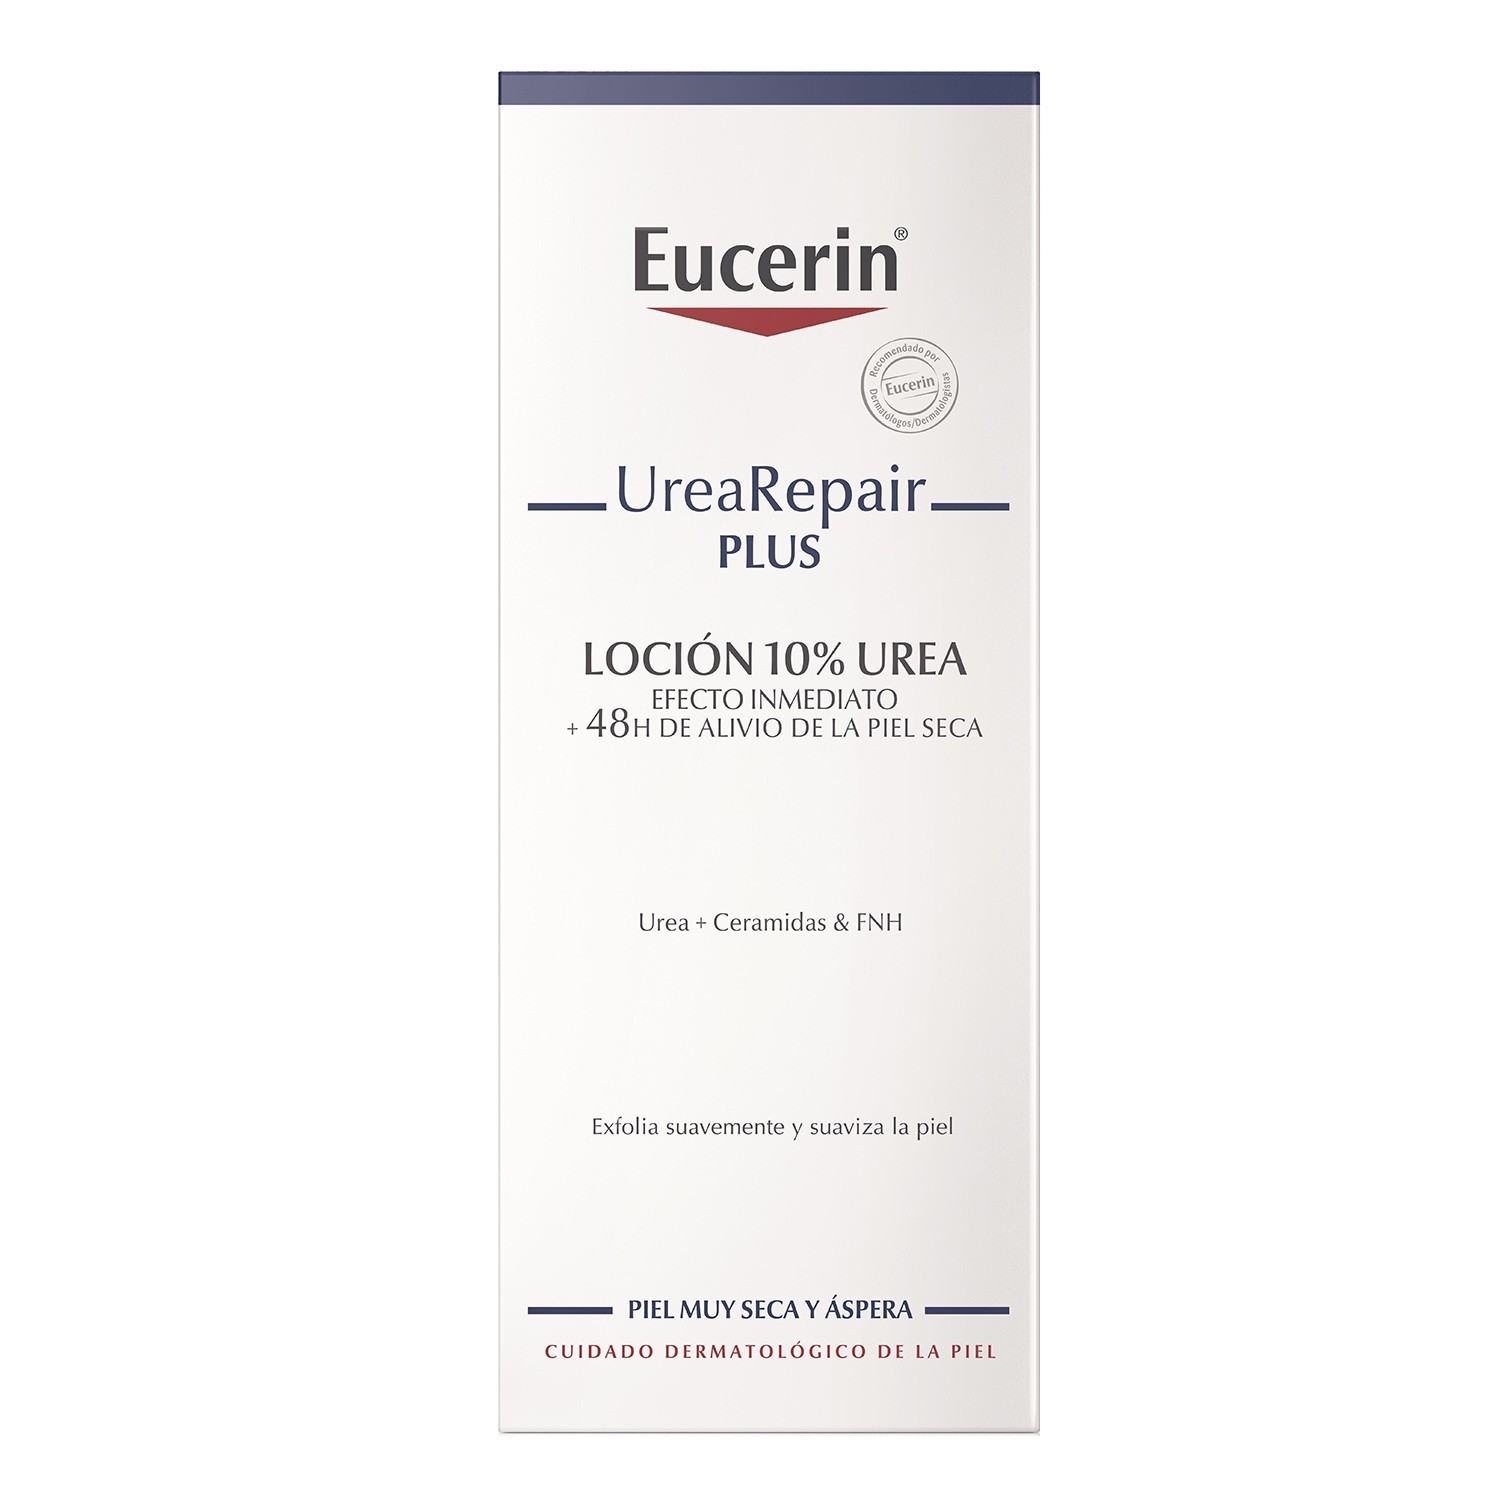 Eucerin®
Recomendado por
Eucerin
Dermatólogos/Dermatologistas
UreaRepair
PLUS
LOCIÓN 10% UREA
EFECTO INMEDIATO
+ 48H DE ALIVIO DE LA PIEL SECA
Urea + Ceramidas & FNH
Exfolia suavemente y suaviza la piel
PIEL MUY SECA Y ÁSPERA
CUIDADO DERMATOLÓGICO DE LA PIEL